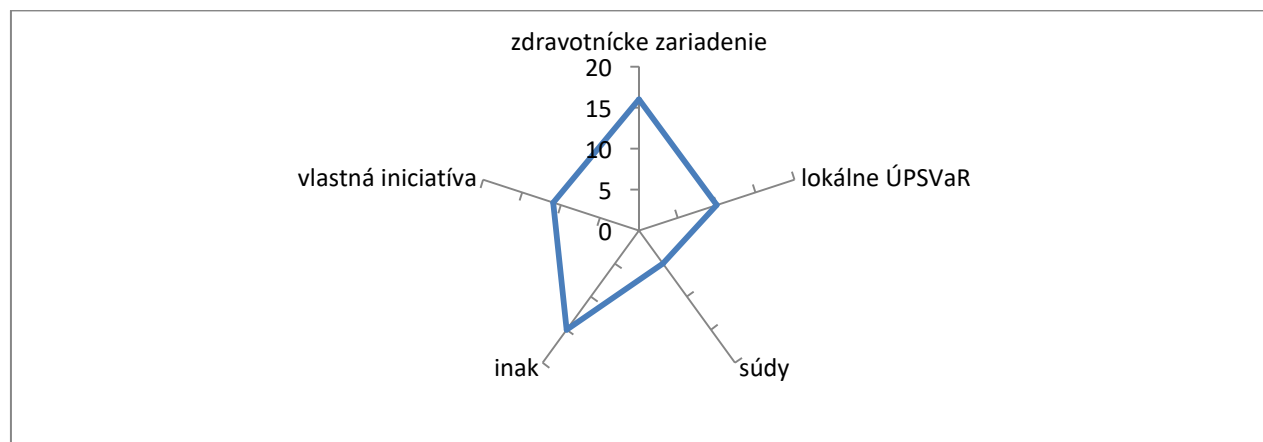 zdravotnícke zariadenie
20
15
10
5
0
vlastná iniciatíva
lokálne ÚPSVaR
inak
súdy